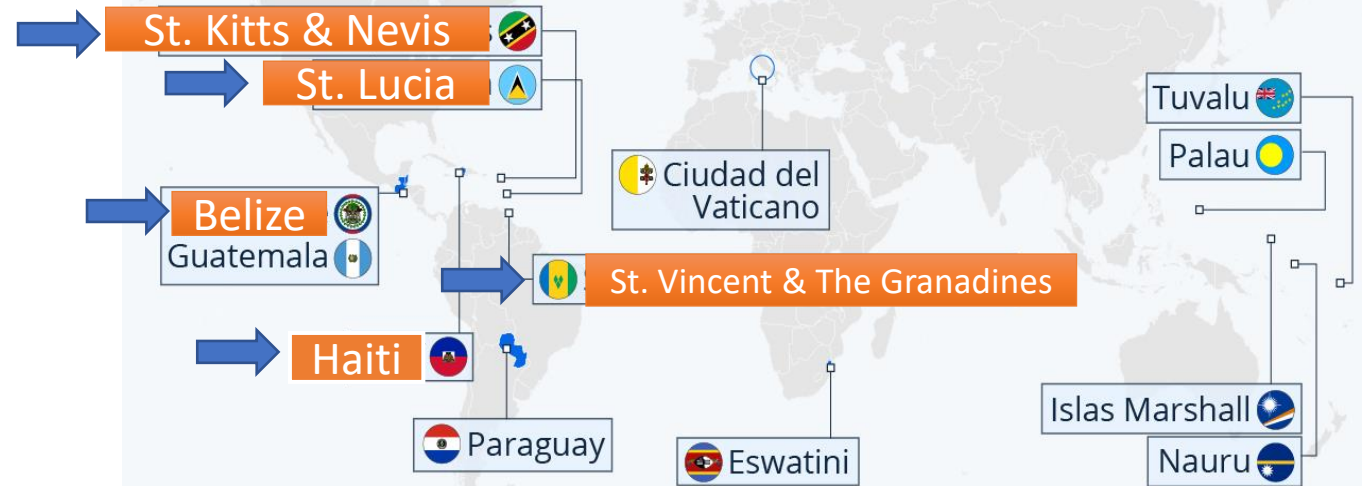 St. Kitts & Nevis
St. Lucia
Tuvalu
Palau
Ciudad del
Vaticano
Belize
Guatemala
St. Vincent & The Granadines
Haiti
Paraguay
Eswatini
Islas Marshall
Nauru